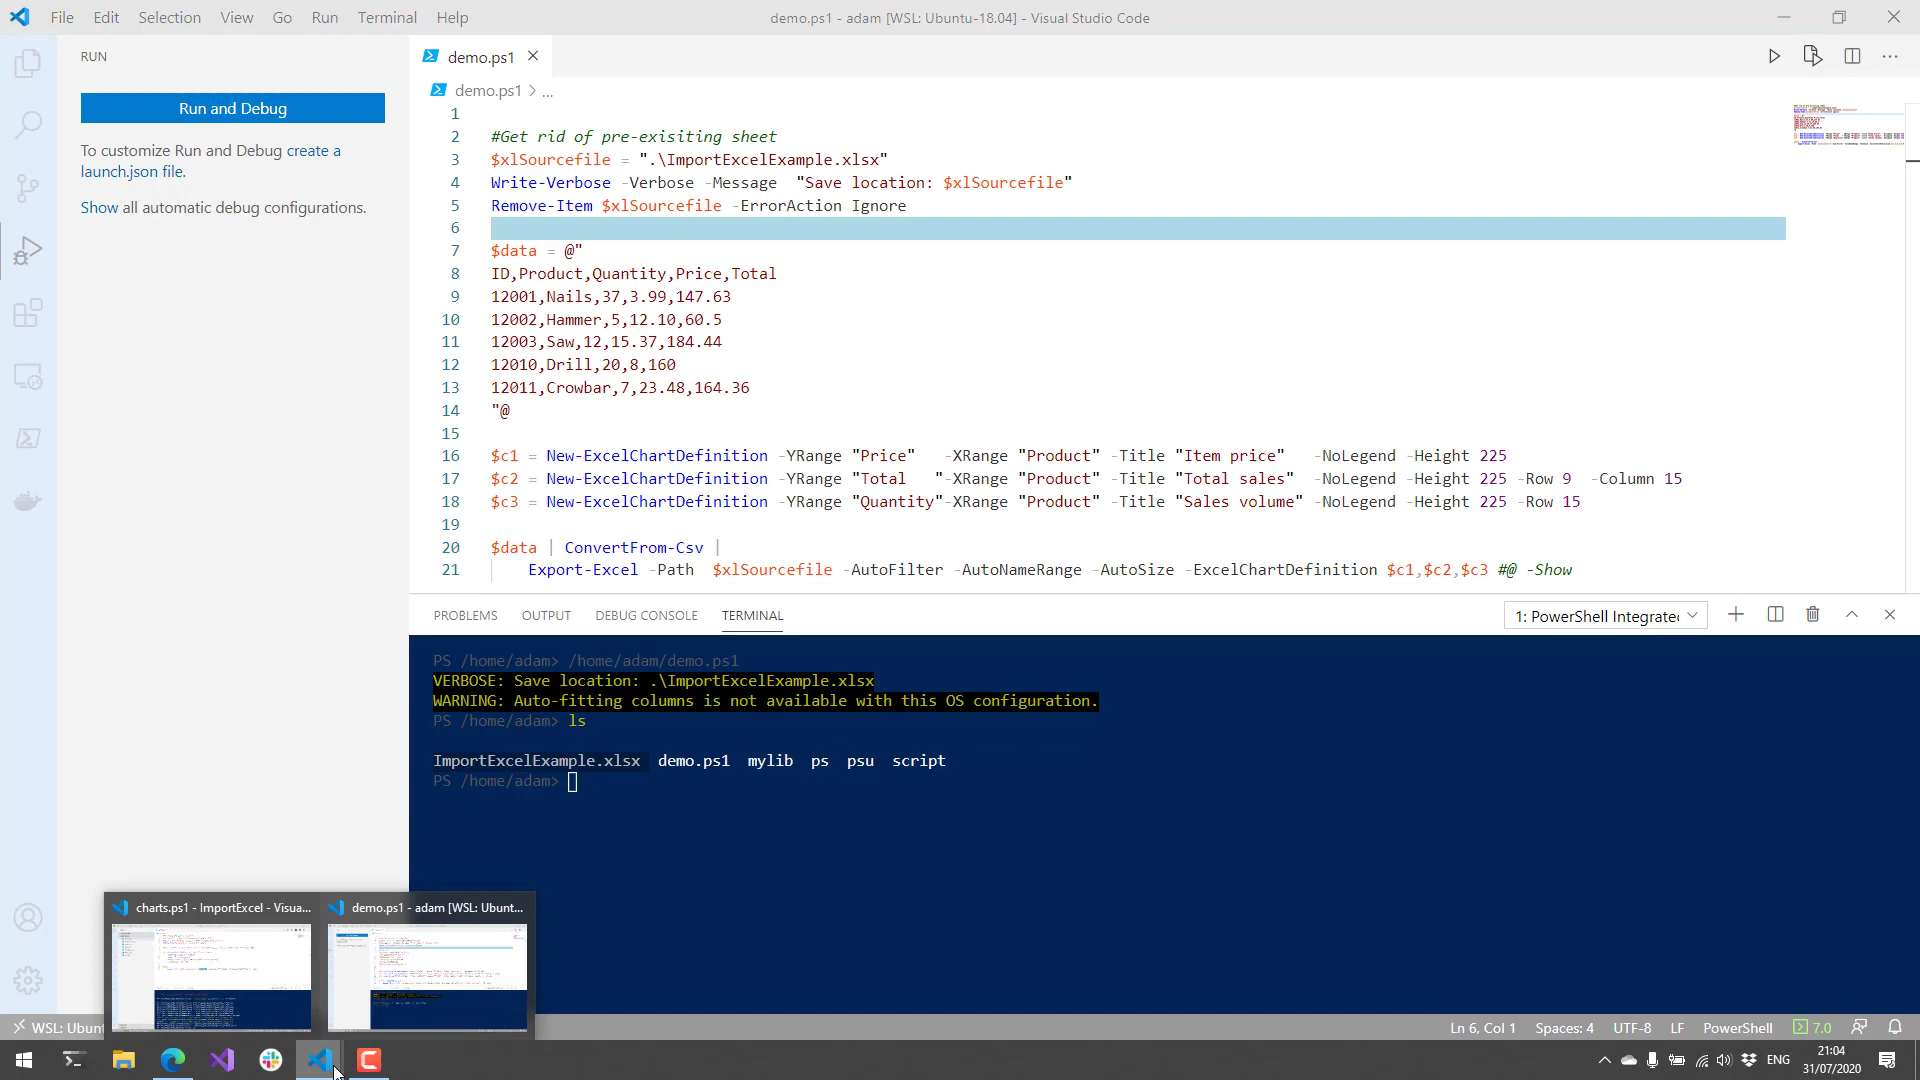 File Edit Selection View Go Run Terminal Help
demo.ps1 - adam [WSL: Ubuntu-18.04] - Visual Studio Code
RUN
Run and Debug
To customize Run and Debug create a
launch.json file.
Show all automatic debug configurations.
demo.ps1
demo.ps1 > ...
1
2 #Get rid of pre-exisiting sheet
3 $xlSourcefile = ".\ImportExcelExample.xlsx"
4 Write-Verbose -Verbose -Message  "Save location: $xlSourcefile"
5 Remove-Item $xlSourcefile -ErrorAction Ignore
6
7 $data = @"
8 ID,Product,Quantity,Price,Total
9 12001,Nails,37,3.99,147.63
10 12002,Hammer,5,12.10,60.5
11 12003,Saw,12,15.37,184.44
12 12010,Drill,20,8,160
13 12011,Crowbar,7,23.48,164.36
14 "@
15
16 $c1 = New-ExcelChartDefinition -YRange "Price"   -XRange "Product" -Title "Item price"   -NoLegend -Height 225
17 $c2 = New-ExcelChartDefinition -YRange "Total   "-XRange "Product" -Title "Total sales"  -NoLegend -Height 225 -Row 9  -Column 15
18 $c3 = New-ExcelChartDefinition -YRange "Quantity"-XRange "Product" -Title "Sales volume" -NoLegend -Height 225 -Row 15
19
20 $data | ConvertFrom-Csv |
21     Export-Excel -Path  $xlSourcefile -AutoFilter -AutoNameRange -AutoSize -ExcelChartDefinition $c1,$c2,$c3 #@ -Show
PROBLEMS OUTPUT DEBUG CONSOLE TERMINAL
1: PowerShell Integrated
PS /home/adam> /home/adam/demo.ps1
VERBOSE: Save location: .\ImportExcelExample.xlsx
WARNING: Auto-fitting columns is not available with this OS configuration.
PS /home/adam> ls
ImportExcelExample.xlsx  demo.ps1  mylib  ps  psu  script
PS /home/adam>
charts.ps1 - ImportExcel - Visua...
demo.ps1 - adam [WSL: Ubunt...
WSL: Ubunt
Ln 6, Col 1 Spaces: 4 UTF-8 LF PowerShell 7.0
ENG
21:04
31/07/2020